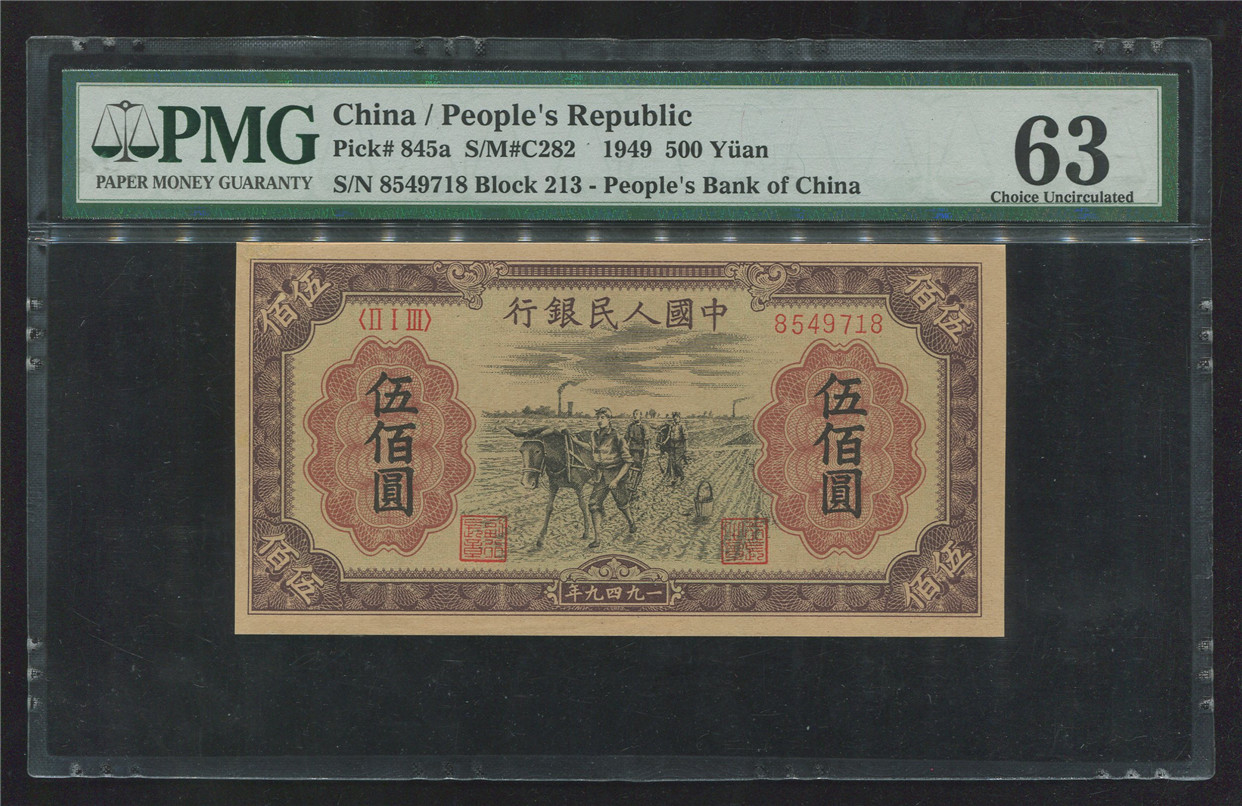 PMG
PAPER MONEY GUARANTY
China / People's Republic
Pick# 845a S/M#C282 1949 500 Yüan
S/N 8549718 Block 213 - People's Bank of China
63
Choice Uncirculated
伍佰
伍佰
行銀民人國中
〈II I III〉
8549718
伍佰圓
伍佰圓
伍佰
年九四九一
伍佰